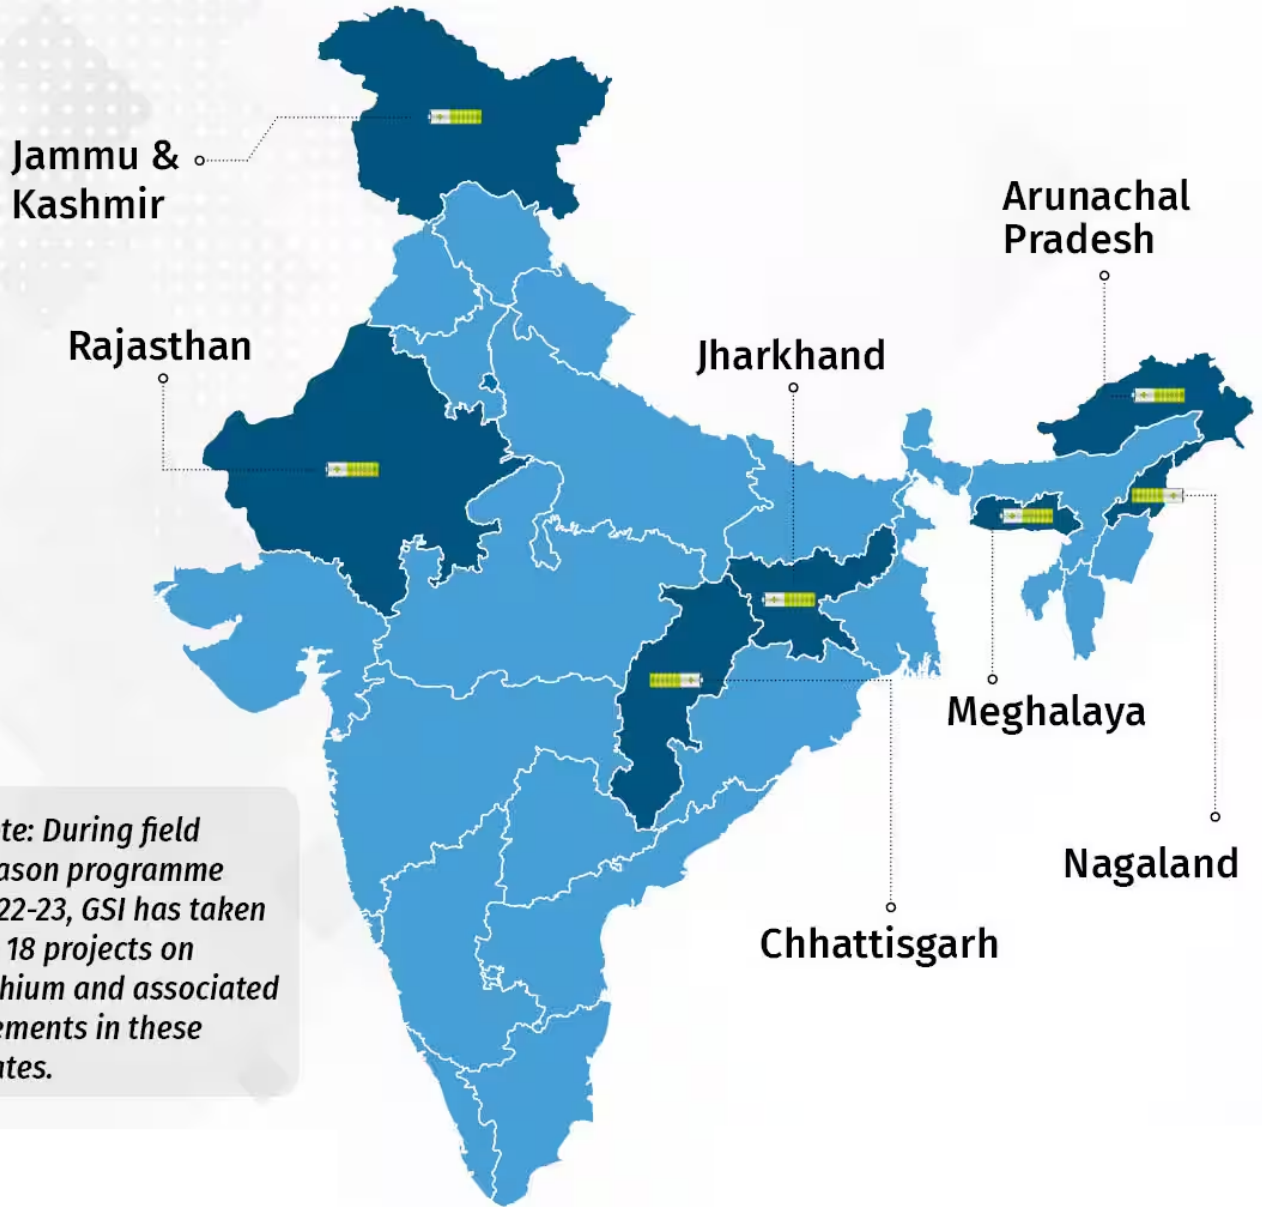 Jammu &
Kashmir
Arunachal
Pradesh
Rajasthan
Jharkhand
Meghalaya
Nagaland
Chhattisgarh
te: During field
ason programme
22-23, GSI has taken
18 projects on
hium and associated
ements in these
ates.